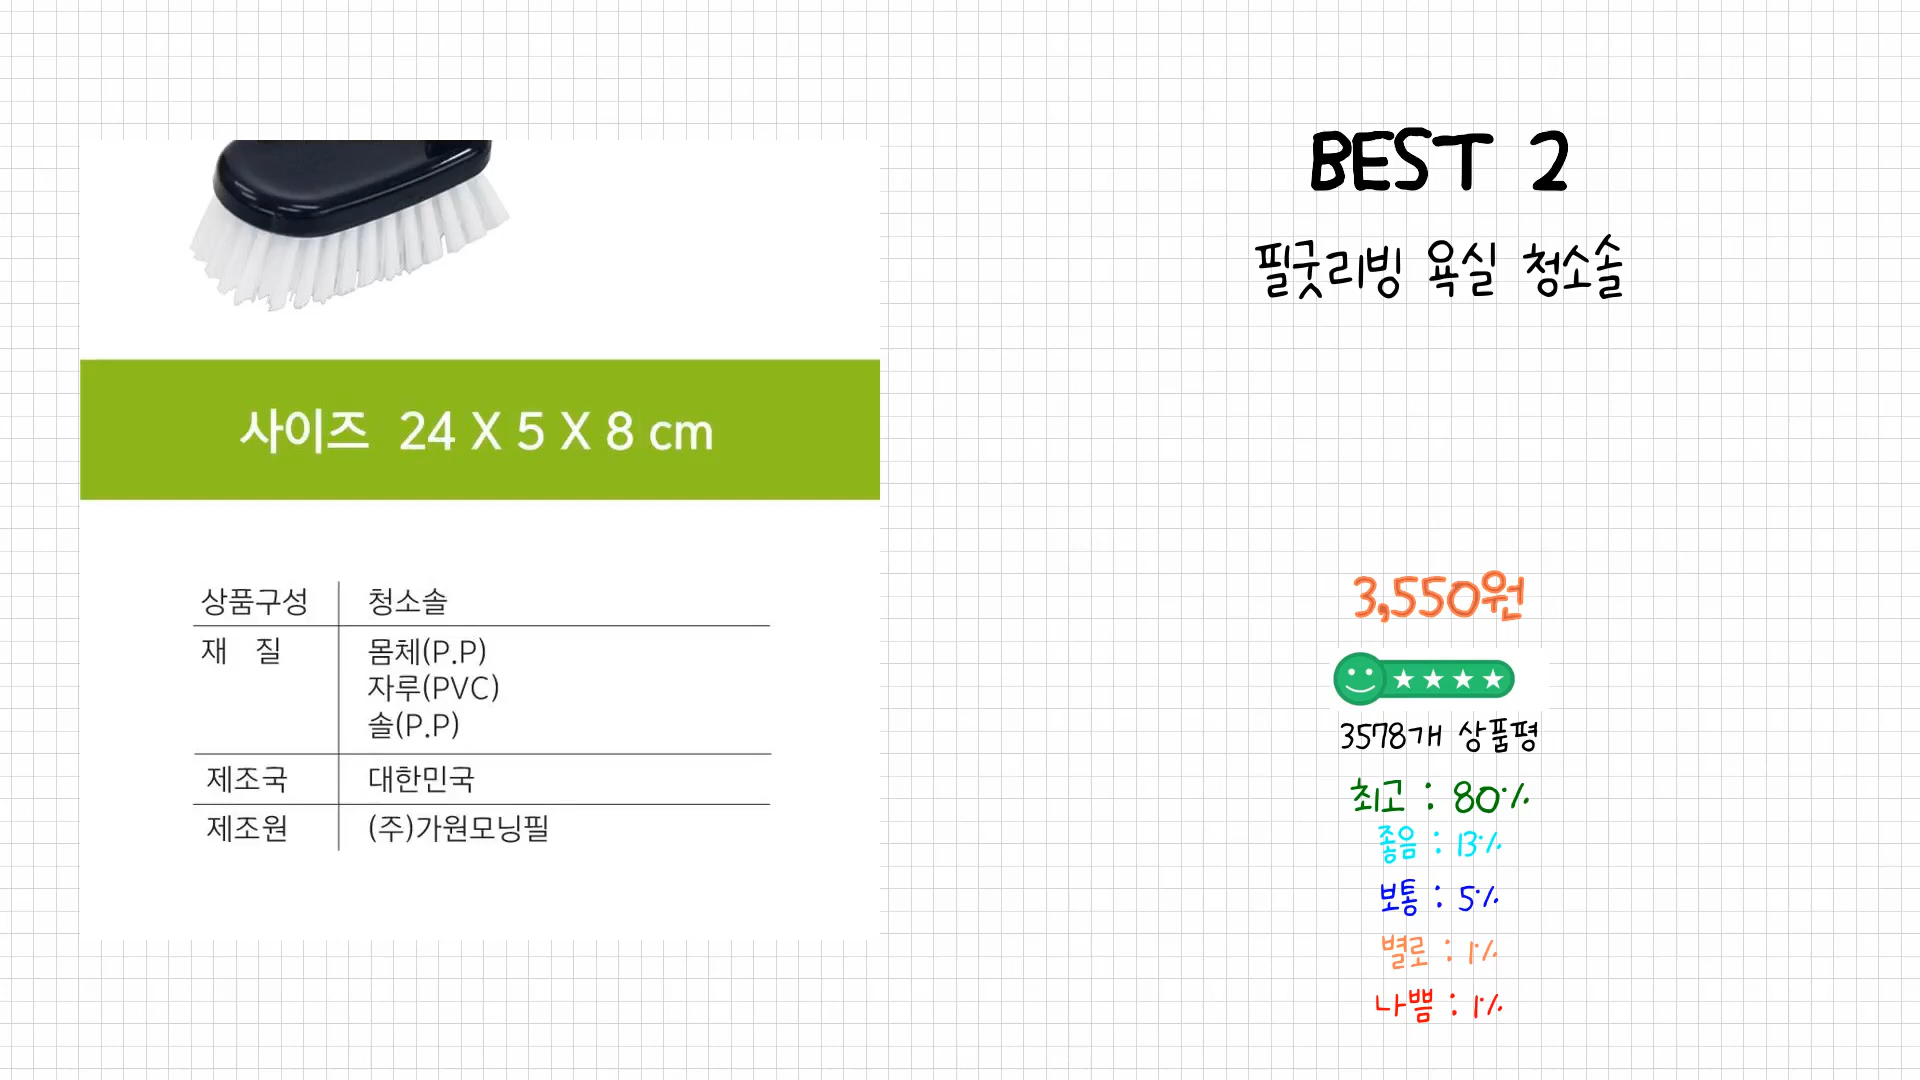 사이즈 24 X 5 X 8 cm
상품구성 청소솔
재 질 몸체(P.P)
자루(PVC)
솔(P.P)
제조국 대한민국
제조원 (주)가원모닝필
BEST 2
필굿리빙 욕실 청소솔
3,550원
3578개 상품평
최고 : 80%
좋음 : 13%
보통 : 5%
별로 : 1%
나쁨 : 1%